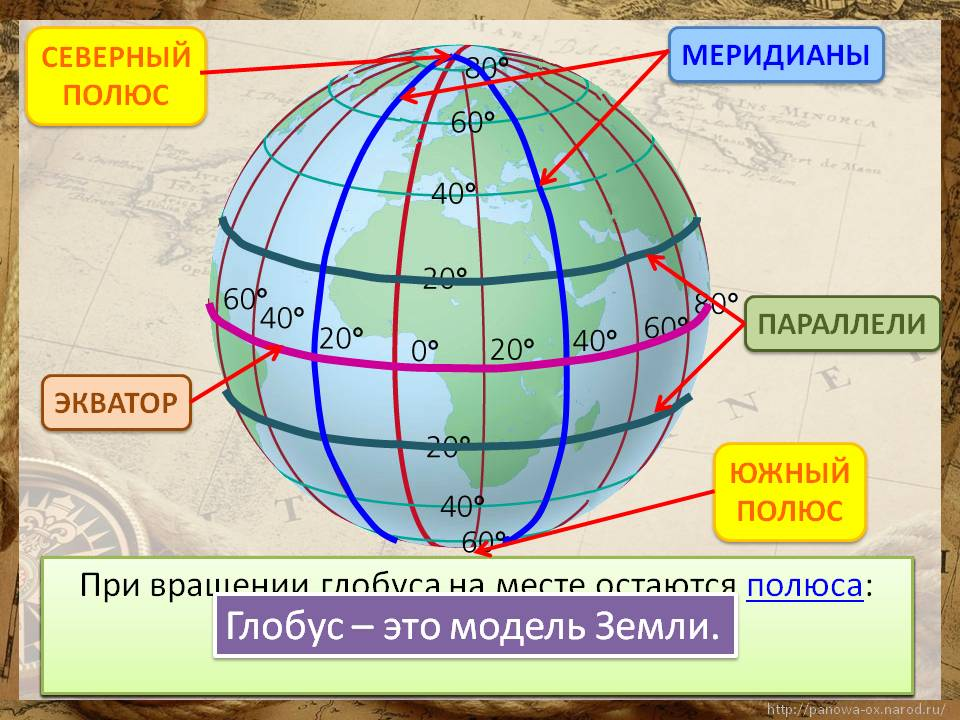 СЕВЕРНЫЙ
ПОЛЮС
МЕРИДИАНЫ
80°
60°
40°
20°
60°
40°
20°
0°
20°
40°
60°
80°
ПАРАЛЛЕЛИ
ЭКВАТОР
20°
40°
60°
ЮЖНЫЙ
ПОЛЮС
При вращении глобуса на месте остаются полюса:
Глобус – это модель Земли.
http://panowa-ox.narod.ru/